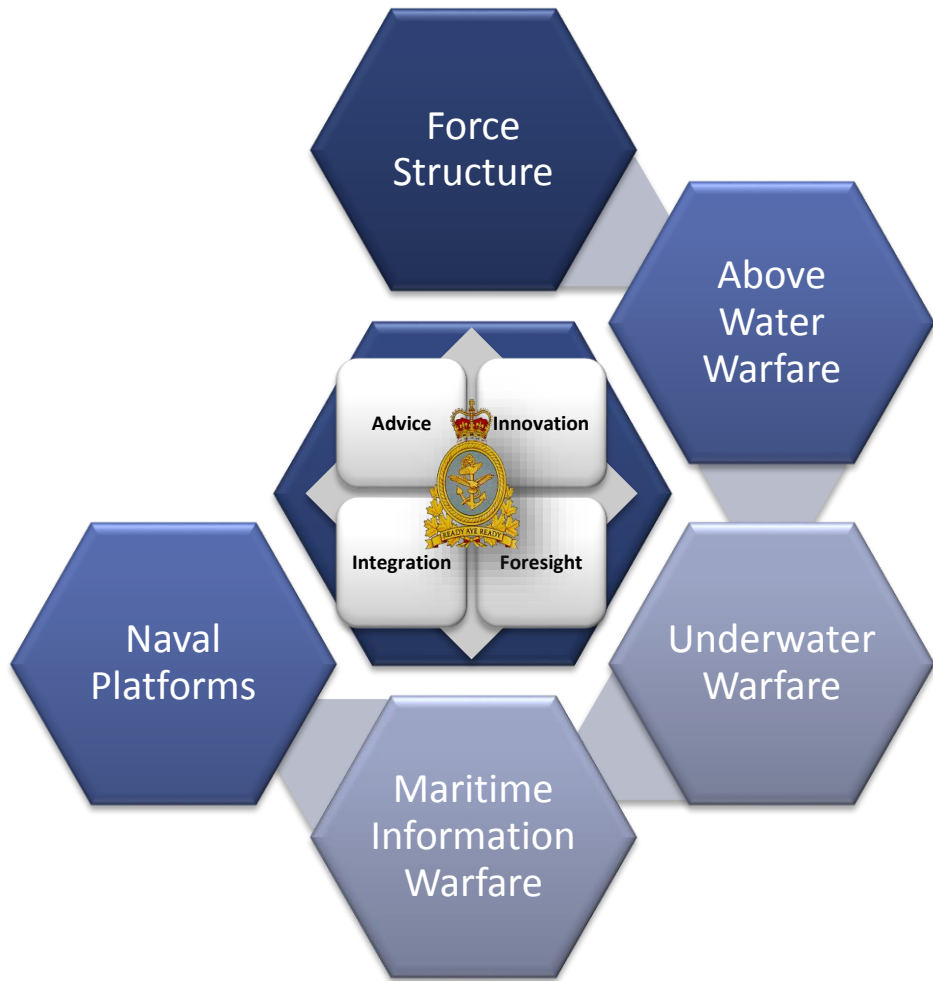 Force
Structure
Above
Water
Warfare
Advice
Innovation
READY AYE READY
Integration
Foresight
Naval
Platforms
Underwater
Warfare
Maritime
Information
Warfare